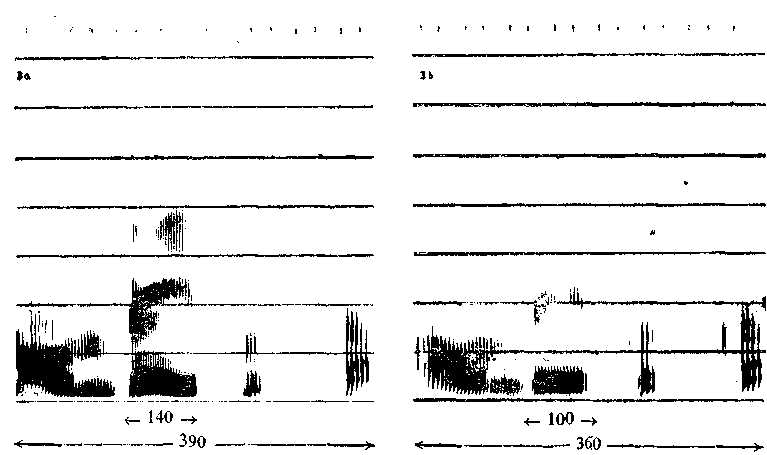 3a 3b
← 140 → ← 100 →
← 390 → ← 360 →